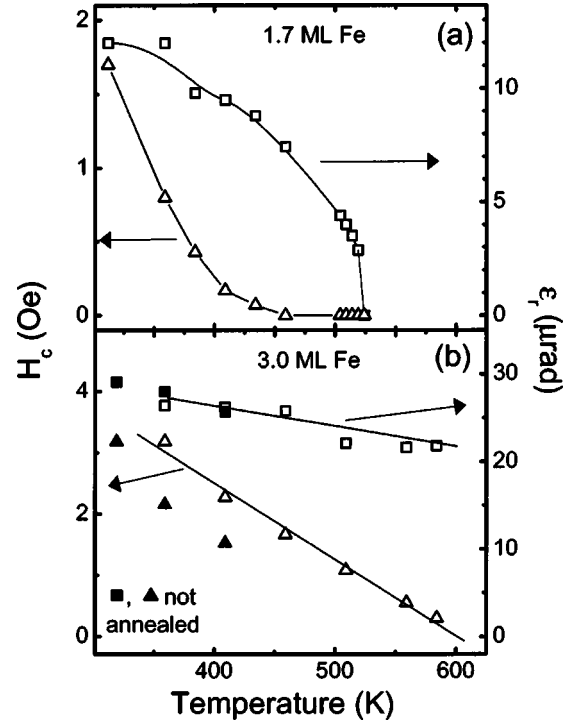 1.7 ML Fe
(a)
2
1
0
10
5
0
H_c (Oe)
ε_r (μrad)
3.0 ML Fe
(b)
4
2
0
30
20
10
0
■, ▲ not
annealed
400
500
600
Temperature (K)